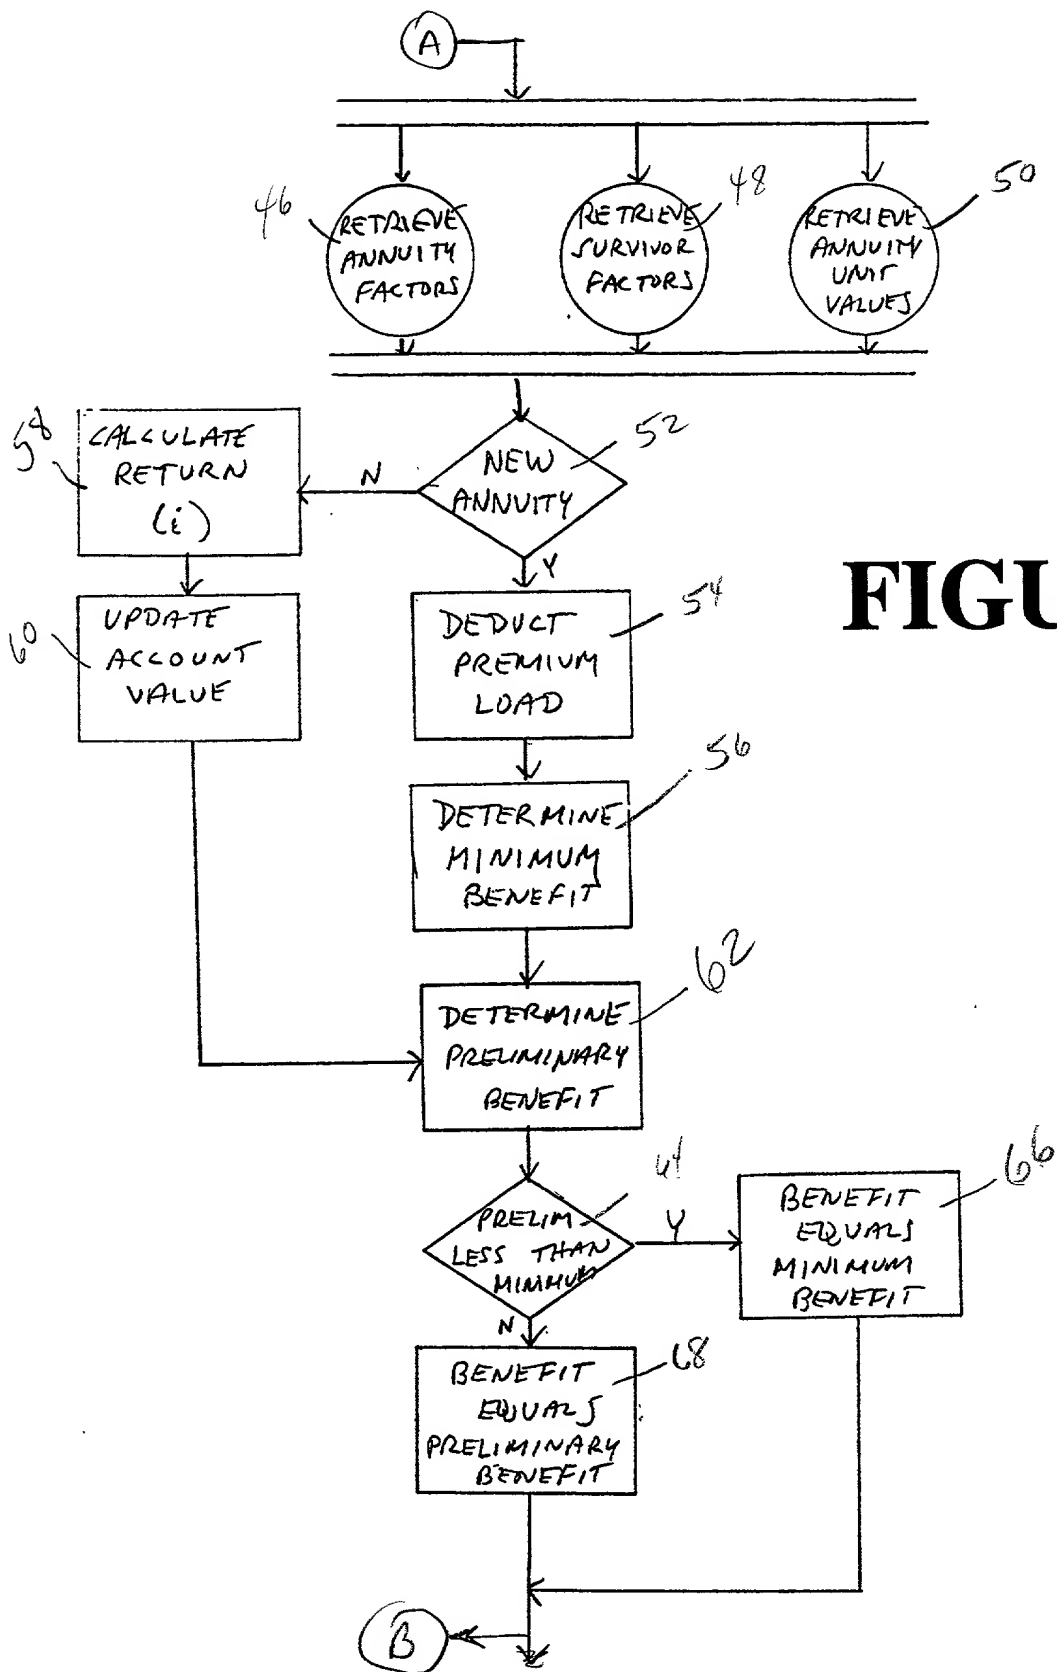 A
46
RETRIEVE
ANNUITY
FACTORS
48
RETRIEVE
SURVIVOR
FACTORS
50
RETRIEVE
ANNUITY
UNIT
VALUES
58
CALCULATE
RETURN
(i)
N
NEW
ANNUITY
52
Y
60
UPDATE
ACCOUNT
VALUE
DEDUCT
PREMIUM
LOAD
54
FIGU
DETERMINE
MINIMUM
BENEFIT
56
DETERMINE
PRELIMINARY
BENEFIT
62
PRELIM
LESS THAN
MINMUM
64
Y
BENEFIT
EQUALS
MINIMUM
BENEFIT
66
N
BENEFIT
EQUALS
PRELIMINARY
BENEFIT
68
B